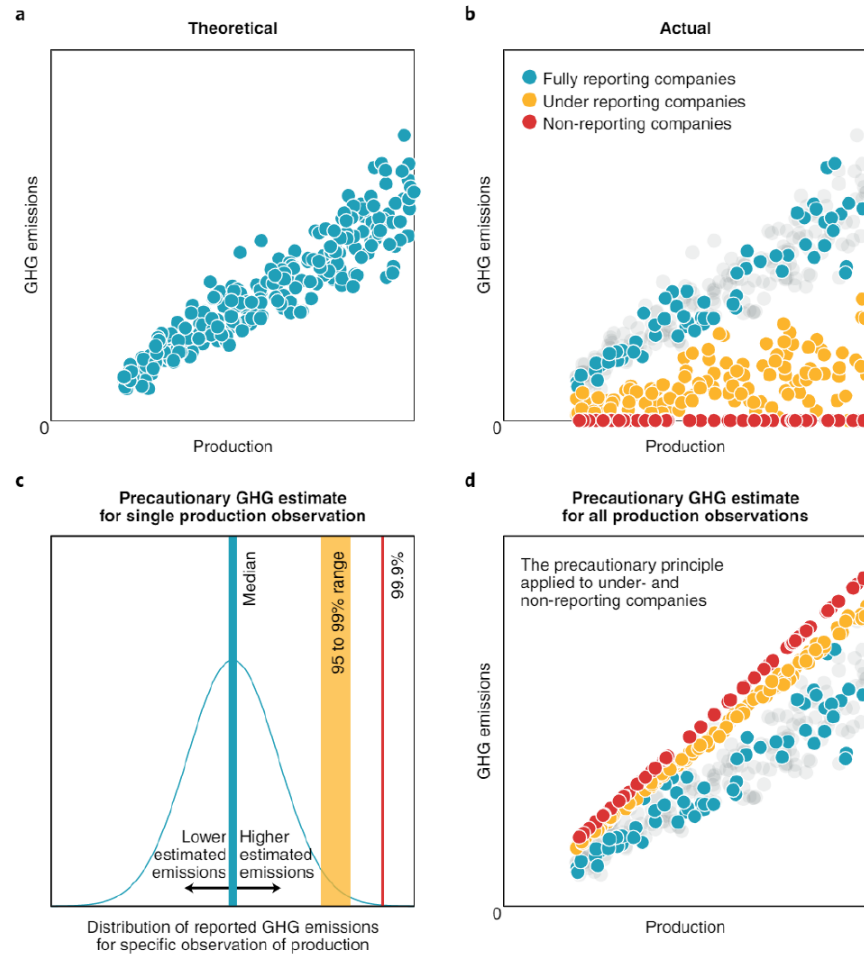 a
Theoretical
GHG emissions
0
Production
b
Actual
Fully reporting companies
Under reporting companies
Non-reporting companies
GHG emissions
0
Production
c
Precautionary GHG estimate
for single production observation
Median
95 to 99% range
99.9%
Lower
estimated
emissions
Higher
estimated
emissions
Distribution of reported GHG emissions
for specific observation of production
d
Precautionary GHG estimate
for all production observations
The precautionary principle
applied to under- and
non-reporting companies
GHG emissions
0
Production